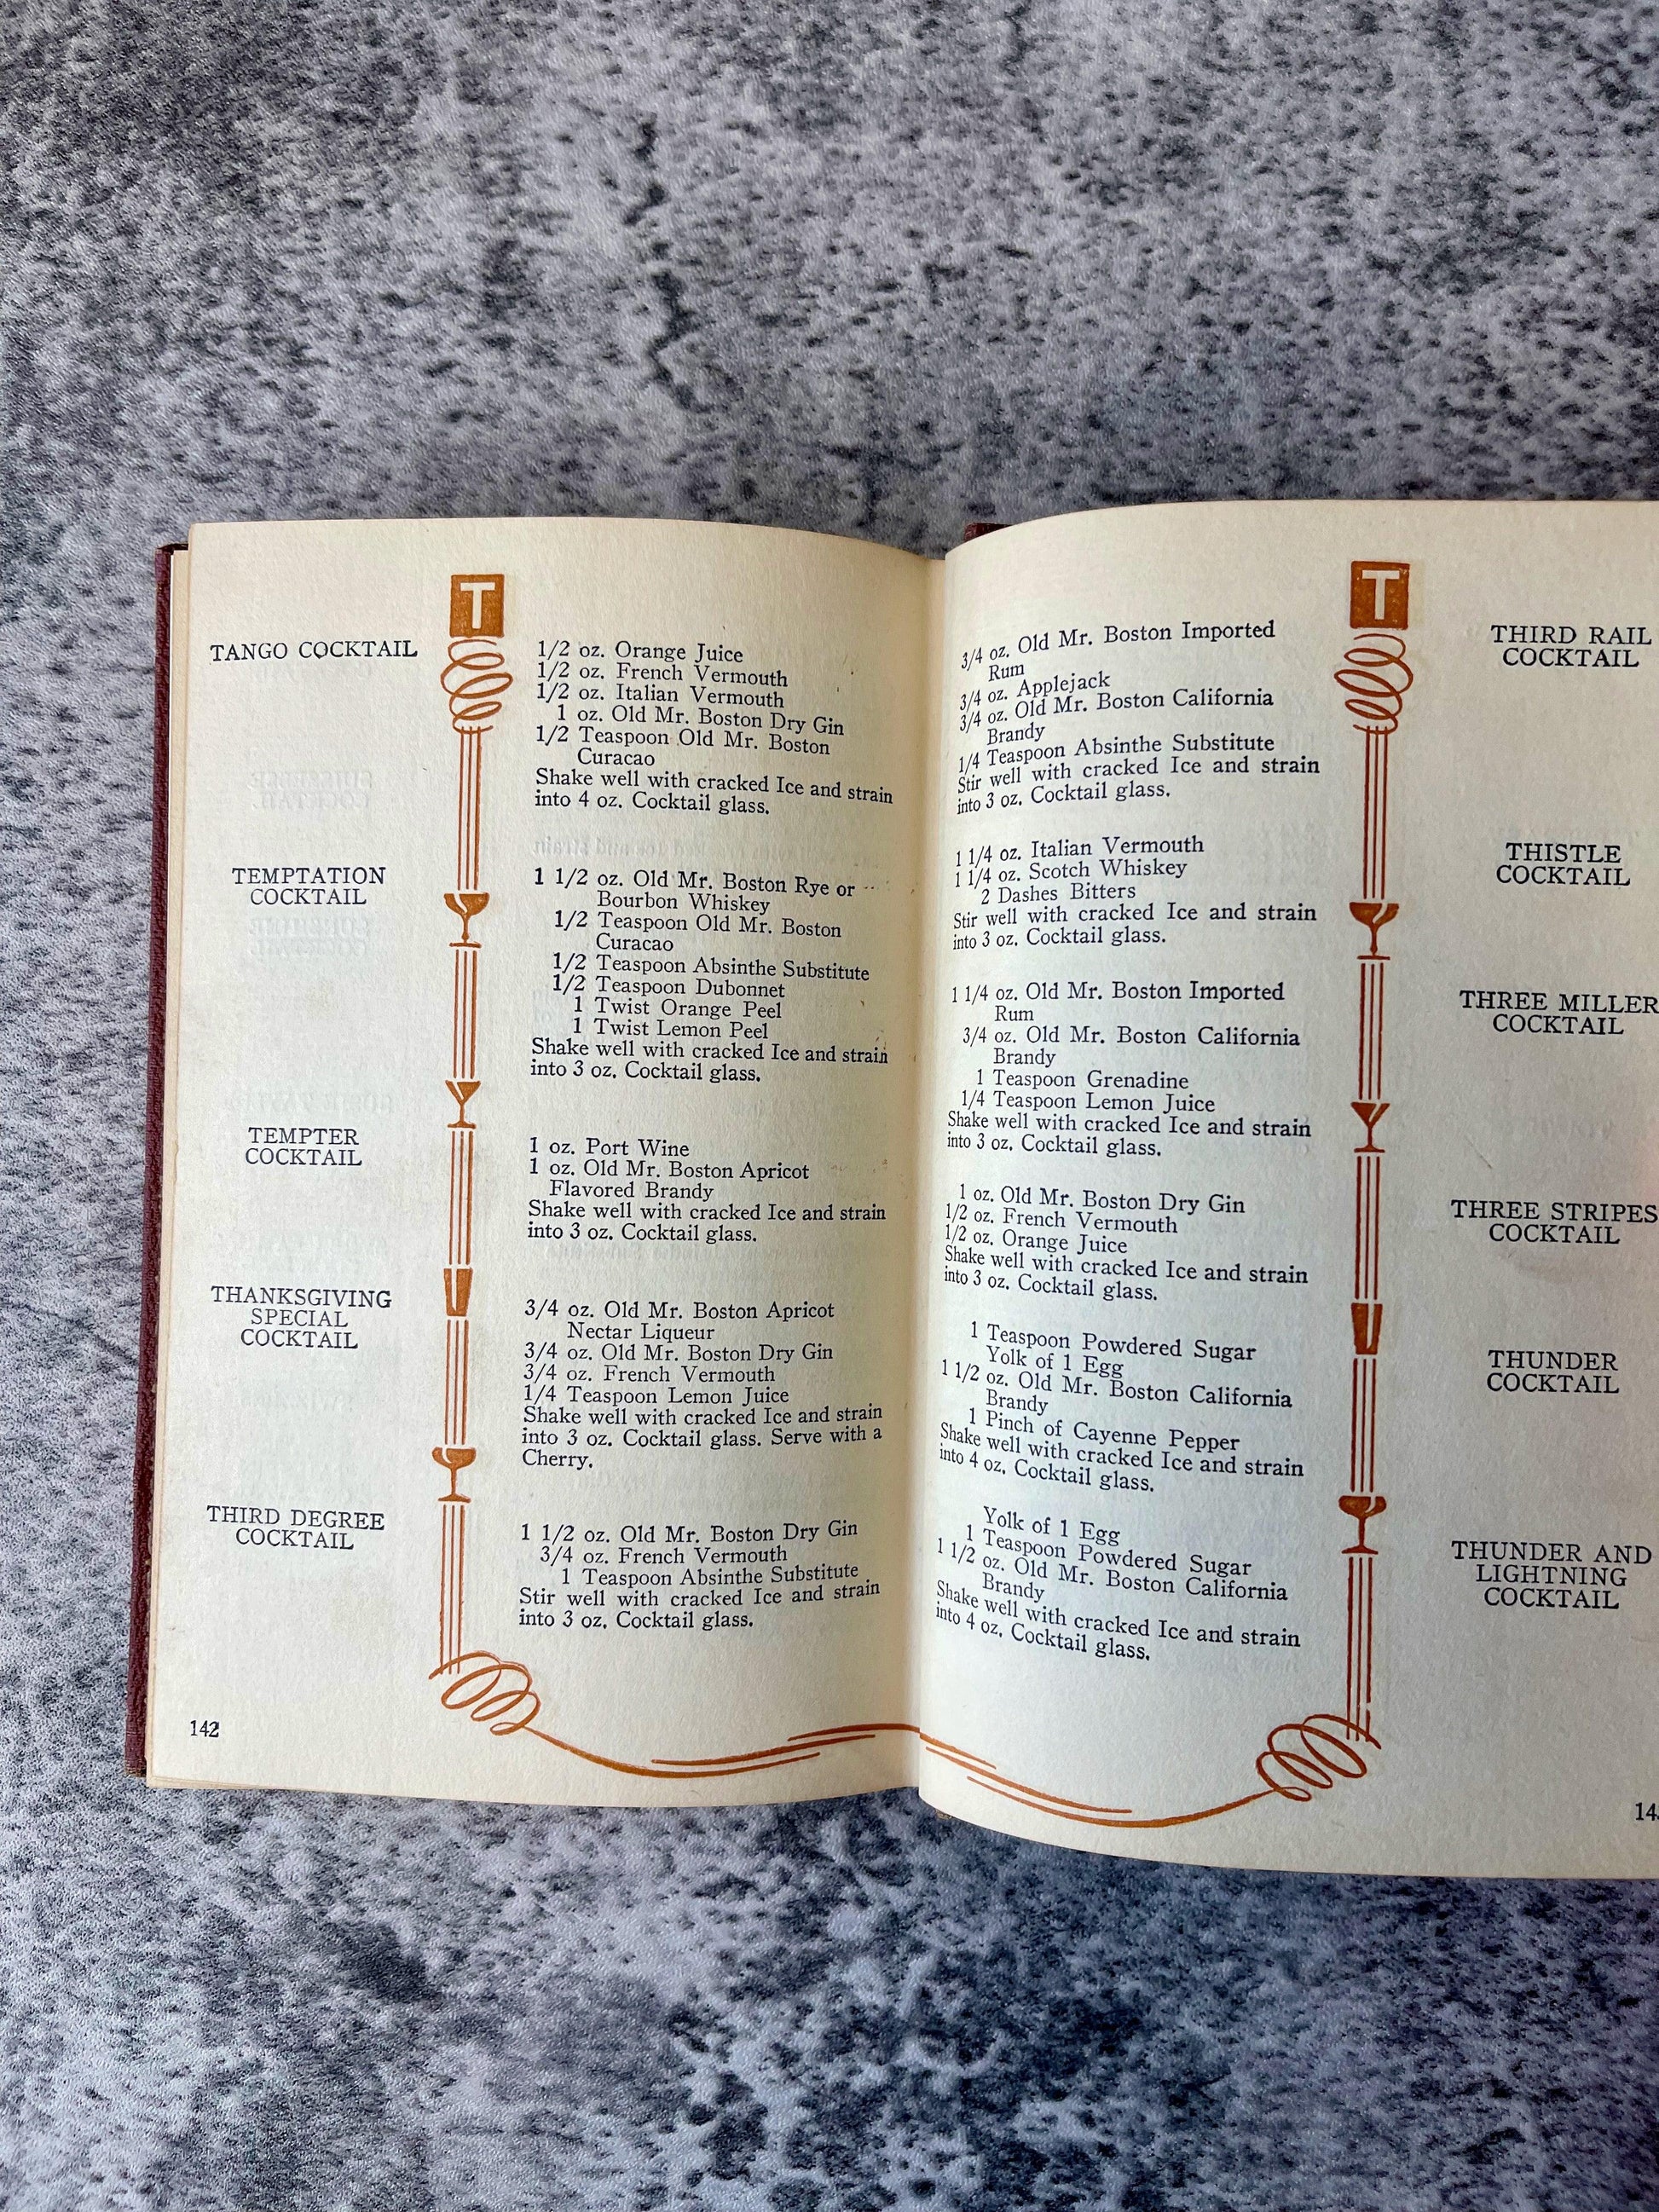 T
TANGO COCKTAIL
1/2 oz. Orange Juice
1/2 oz. French Vermouth
1/2 oz. Italian Vermouth
1 oz. Old Mr. Boston Dry Gin
1/2 Teaspoon Old Mr. Boston
Curacao
Shake well with cracked Ice and strain
into 4 oz. Cocktail glass.
TEMPTATION
COCKTAIL
1 1/2 oz. Old Mr. Boston Rye or
Bourbon Whiskey
1/2 Teaspoon Old Mr. Boston
Curacao
1/2 Teaspoon Absinthe Substitute
1/2 Teaspoon Dubonnet
1 Twist Orange Peel
1 Twist Lemon Peel
Shake well with cracked Ice and strain
into 3 oz. Cocktail glass.
TEMPTER
COCKTAIL
1 oz. Port Wine
1 oz. Old Mr. Boston Apricot
Flavored Brandy
Shake well with cracked Ice and strain
into 3 oz. Cocktail glass.
THANKSGIVING
SPECIAL
COCKTAIL
3/4 oz. Old Mr. Boston Apricot
Nectar Liqueur
3/4 oz. Old Mr. Boston Dry Gin
3/4 oz. French Vermouth
1/4 Teaspoon Lemon Juice
Shake well with cracked Ice and strain
into 3 oz. Cocktail glass. Serve with a
Cherry.
THIRD DEGREE
COCKTAIL
1 1/2 oz. Old Mr. Boston Dry Gin
3/4 oz. French Vermouth
1 Teaspoon Absinthe Substitute
Stir well with cracked Ice and strain
into 3 oz. Cocktail glass.
142
T
THIRD RAIL
COCKTAIL
3/4 oz. Old Mr. Boston Imported
Rum
3/4 oz. Applejack
3/4 oz. Old Mr. Boston California
Brandy
1/4 Teaspoon Absinthe Substitute
Stir well with cracked Ice and strain
into 3 oz. Cocktail glass.
THISTLE
COCKTAIL
1 1/4 oz. Italian Vermouth
1 1/4 oz. Scotch Whiskey
2 Dashes Bitters
Stir well with cracked Ice and strain
into 3 oz. Cocktail glass.
THREE MILLER
COCKTAIL
1 1/4 oz. Old Mr. Boston Imported
Rum
3/4 oz. Old Mr. Boston California
Brandy
1 Teaspoon Grenadine
1/4 Teaspoon Lemon Juice
Shake well with cracked Ice and strain
into 3 oz. Cocktail glass.
THREE STRIPES
COCKTAIL
1 oz. Old Mr. Boston Dry Gin
1/2 oz. French Vermouth
1/2 oz. Orange Juice
Shake well with cracked Ice and strain
into 3 oz. Cocktail glass.
THUNDER
COCKTAIL
1 Teaspoon Powdered Sugar
Yolk of 1 Egg
1 1/2 oz. Old Mr. Boston California
Brandy
1 Pinch of Cayenne Pepper
Shake well with cracked Ice and strain
into 4 oz. Cocktail glass.
THUNDER AND
LIGHTNING
COCKTAIL
Yolk of 1 Egg
1 Teaspoon Powdered Sugar
1 1/2 oz. Old Mr. Boston California
Brandy
Shake well with cracked Ice and strain
into 4 oz. Cocktail glass.